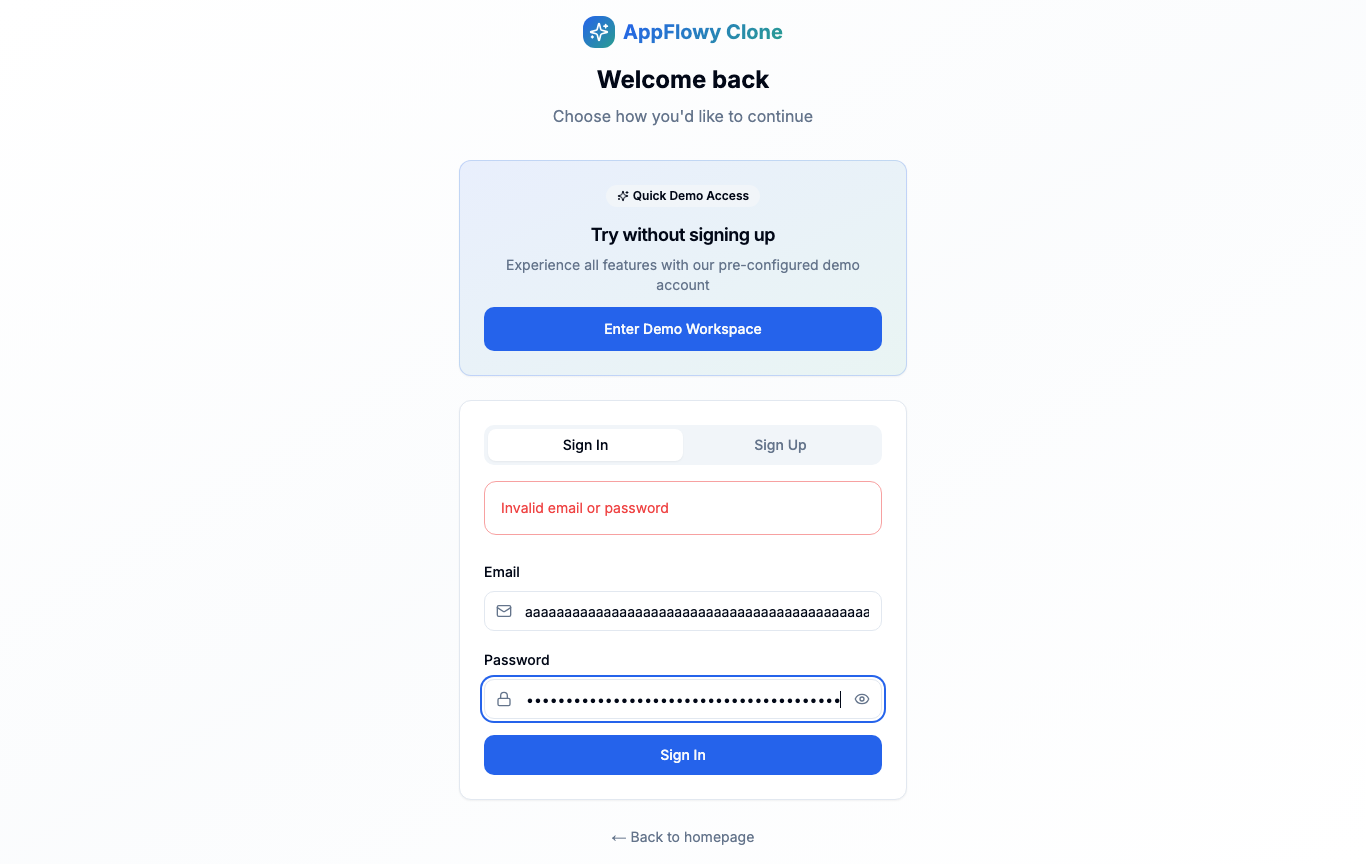 AppFlowy Clone
Welcome back
Choose how you'd like to continue
Quick Demo Access
Try without signing up
Experience all features with our pre-configured demo
account
Enter Demo Workspace
Sign In
Sign Up
Invalid email or password
Email
aaaaaaaaaaaaaaaaaaaaaaaaaaaaaaaaaaaaaaaaaaaa
Password
••••••••••••••••••••••••••••••••••••••••
Sign In
← Back to homepage